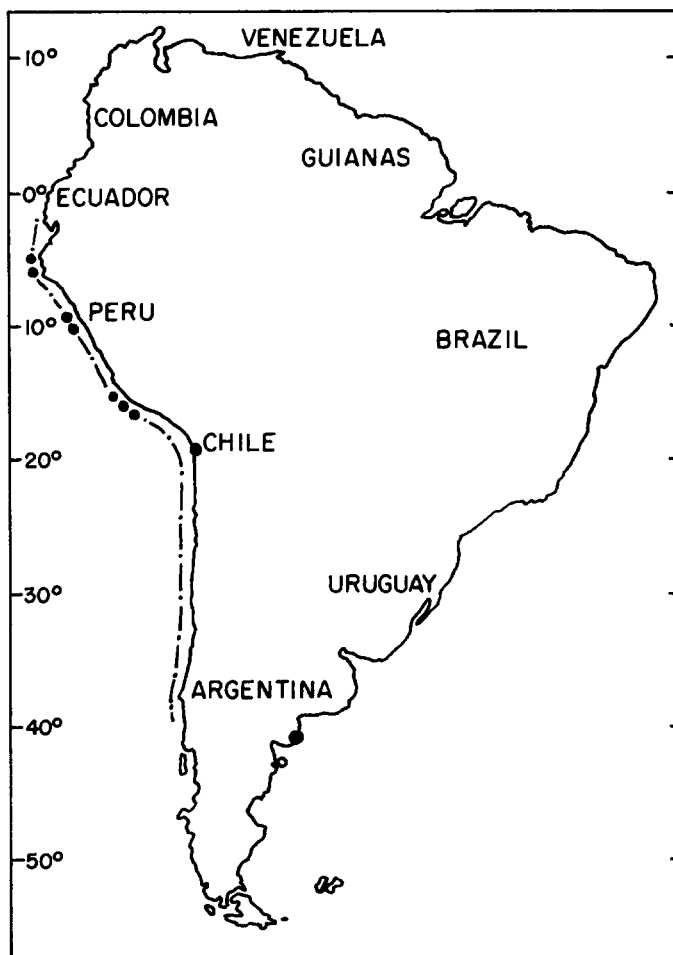 VENEZUELA
10°
COLOMBIA
GUIANAS
0°
ECUADOR
PERU
10°
BRAZIL
CHILE
20°
URUGUAY
30°
ARGENTINA
40°
50°